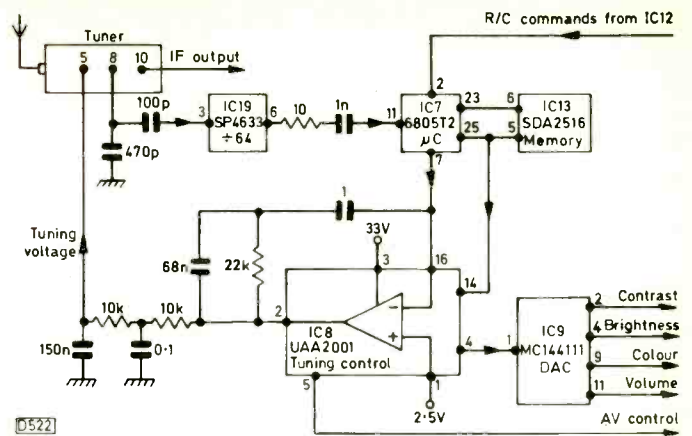 R/C commands from IC12
Tuner
5 8 10
IF output
100p
470p
3
IC19
SP4633
÷64
6
10
1n
11
2
IC7
6805T2
µC
7
23
25
6
5
IC13
SDA2516
Memory
Tuning
voltage
1
68n
22k
33V
3
16
14
10k
10k
150n
0·1
2
−
+
IC8
UAA2001
Tuning control
5
4
1
2·5V
1
IC9
MC144111
DAC
2
4
9
11
Contrast
Brightness
Colour
Volume
AV control
D522